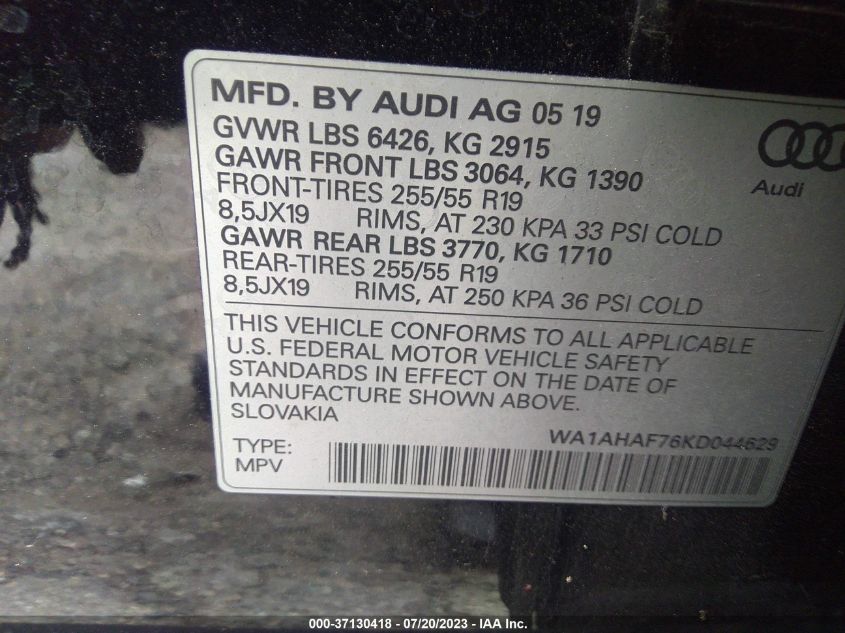 MFD. BY AUDI AG 05 19
GVWR LBS 6426, KG 2915
GAWR FRONT LBS 3064, KG 1390
FRONT-TIRES 255/55 R19
8,5JX19 RIMS, AT 230 KPA 33 PSI COLD
GAWR REAR LBS 3770, KG 1710
REAR-TIRES 255/55 R19
8,5JX19 RIMS, AT 250 KPA 36 PSI COLD
Audi
THIS VEHICLE CONFORMS TO ALL APPLICABLE
U.S. FEDERAL MOTOR VEHICLE SAFETY
STANDARDS IN EFFECT ON THE DATE OF
MANUFACTURE SHOWN ABOVE.
SLOVAKIA
WA1AHAF76KD044629
TYPE:
MPV
000-37130418 - 07/20/2023 - IAA Inc.